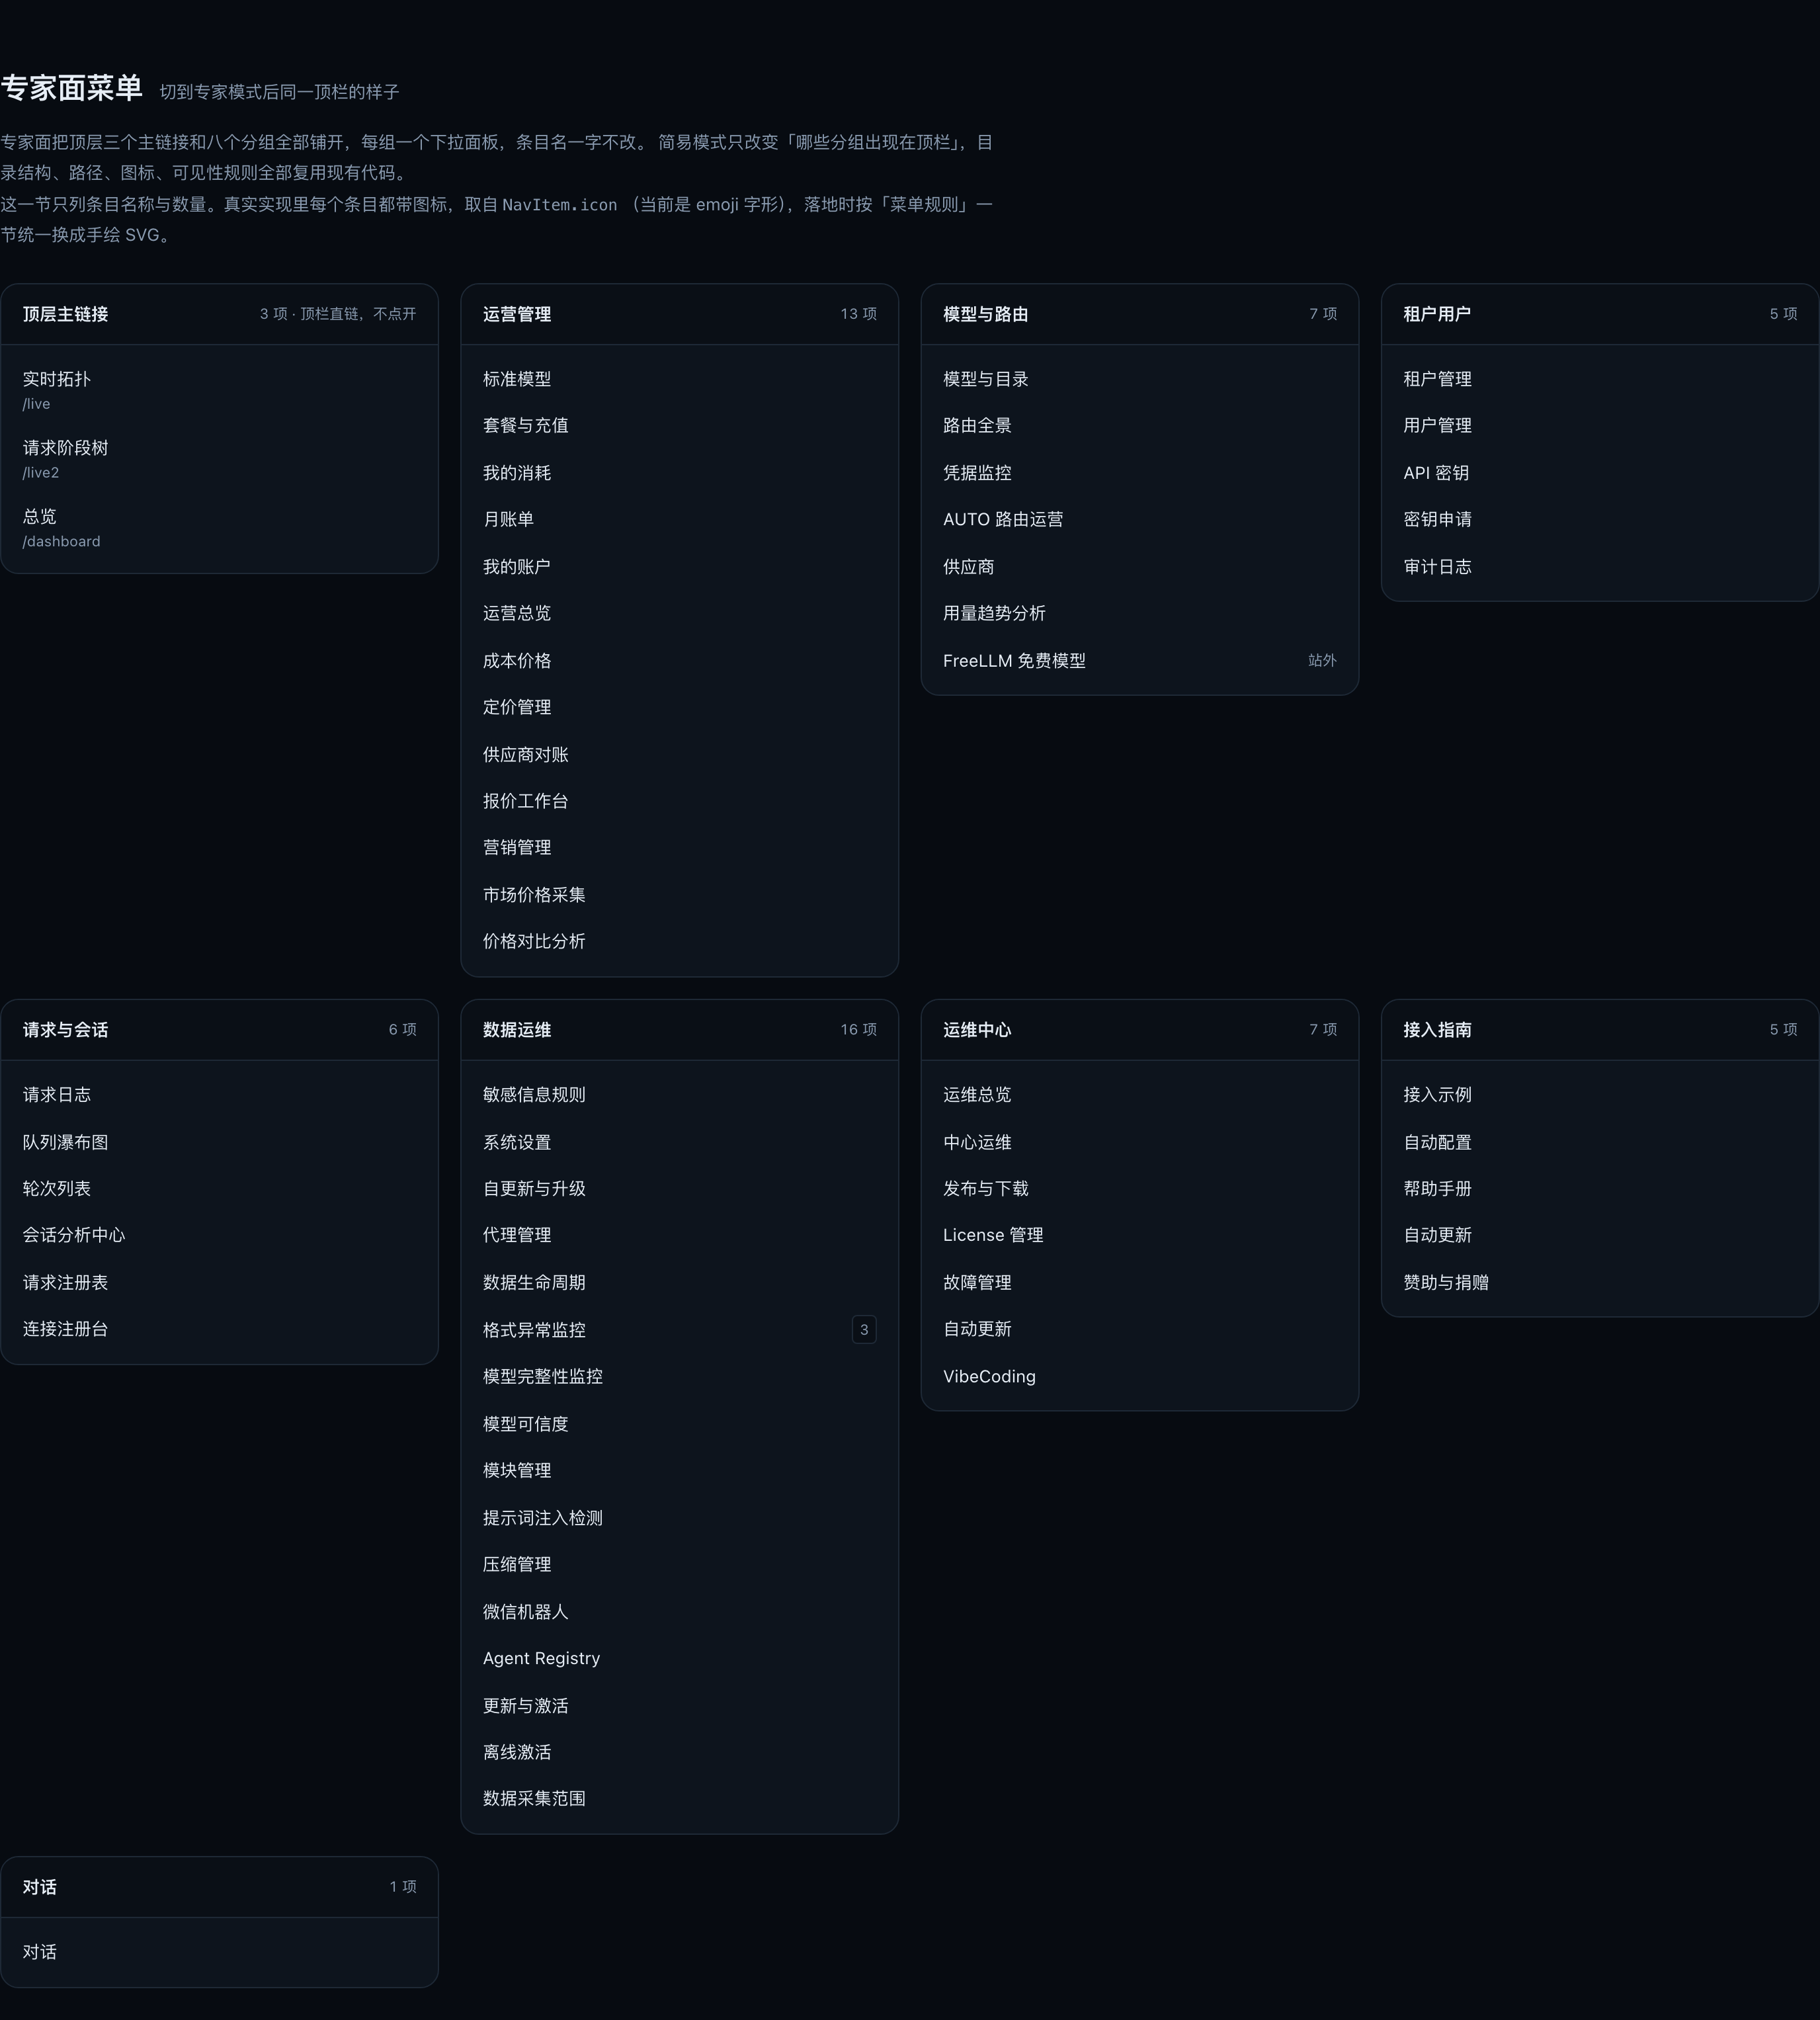 专家面菜单 切到专家模式后同一顶栏的样子
专家面把顶层三个主链接和八个分组全部铺开，每组一个下拉面板，条目名一字不改。 简易模式只改变「哪些分组出现在顶栏」，目
录结构、路径、图标、可见性规则全部复用现有代码。
这一节只列条目名称与数量。真实实现里每个条目都带图标，取自 NavItem.icon （当前是 emoji 字形），落地时按「菜单规则」一
节统一换成手绘 SVG。
顶层主链接 3 项 · 顶栏直链，不点开
实时拓扑
/live
请求阶段树
/live2
总览
/dashboard
运营管理 13 项
标准模型
套餐与充值
我的消耗
月账单
我的账户
运营总览
成本价格
定价管理
供应商对账
报价工作台
营销管理
市场价格采集
价格对比分析
模型与路由 7 项
模型与目录
路由全景
凭据监控
AUTO 路由运营
供应商
用量趋势分析
FreeLLM 免费模型 站外
租户用户 5 项
租户管理
用户管理
API 密钥
密钥申请
审计日志
请求与会话 6 项
请求日志
队列瀑布图
轮次列表
会话分析中心
请求注册表
连接注册台
数据运维 16 项
敏感信息规则
系统设置
自更新与升级
代理管理
数据生命周期
格式异常监控 3
模型完整性监控
模型可信度
模块管理
提示词注入检测
压缩管理
微信机器人
Agent Registry
更新与激活
离线激活
数据采集范围
运维中心 7 项
运维总览
中心运维
发布与下载
License 管理
故障管理
自动更新
VibeCoding
接入指南 5 项
接入示例
自动配置
帮助手册
自动更新
赞助与捐赠
对话 1 项
对话